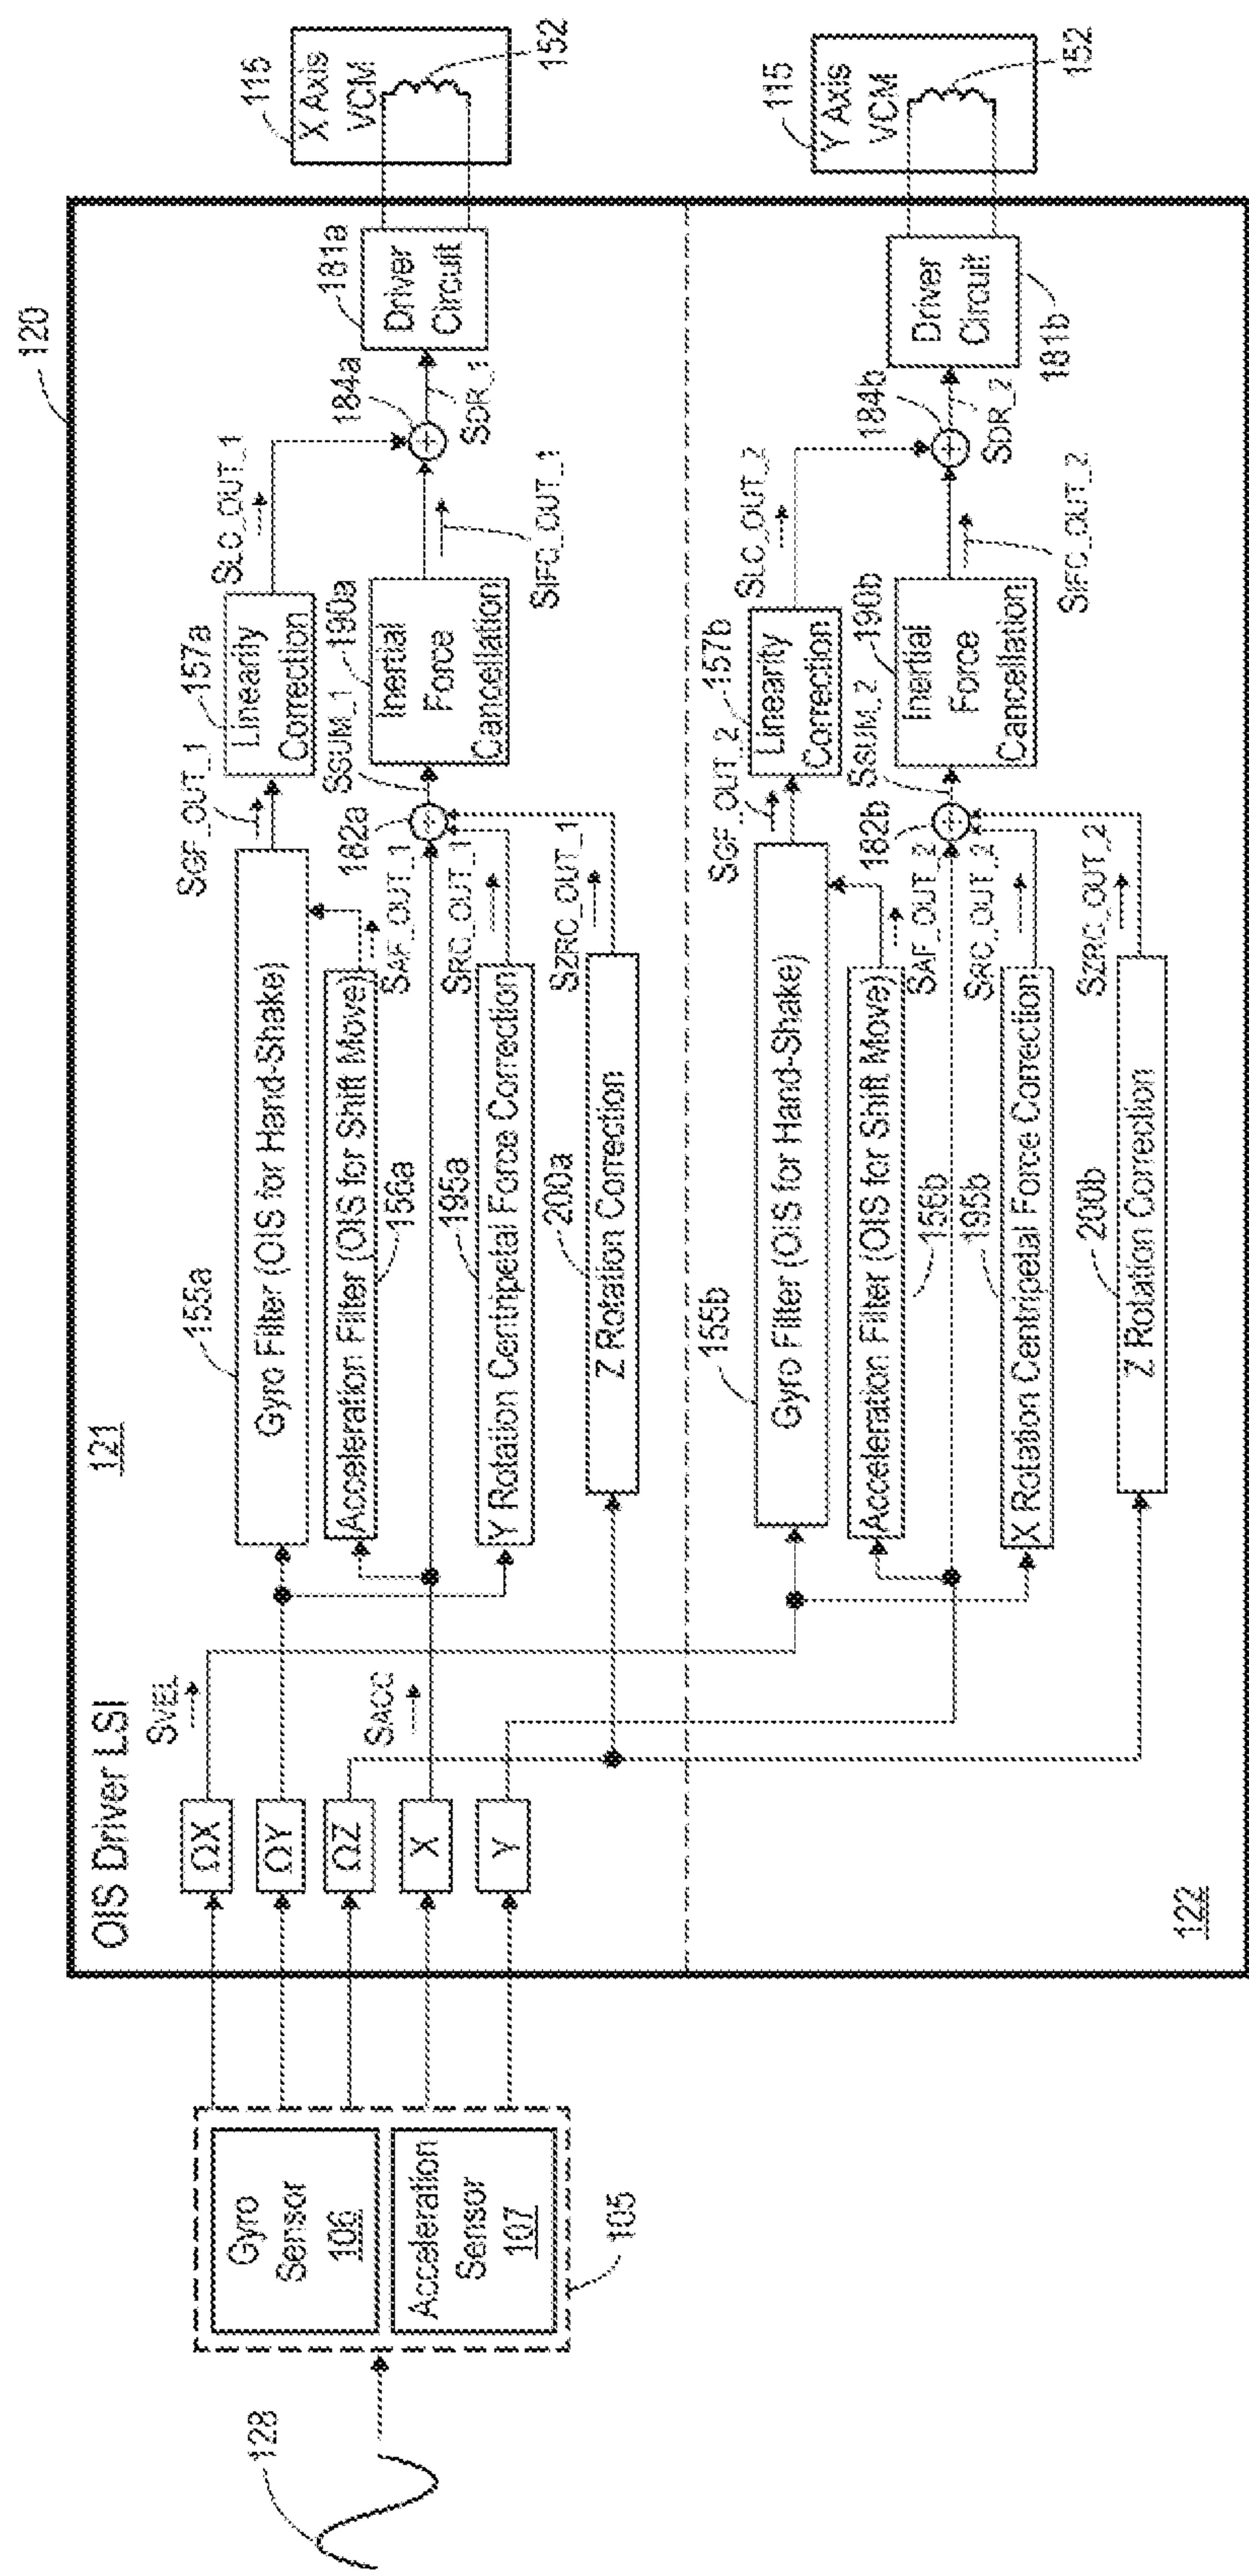 128
Gyro
Sensor
106
Acceleration
Sensor
107
105
120
OIS Driver LSI
121
ΩX
ΩY
ΩZ
X
Y
SVEL
SACC
155a
Gyro Filter (OIS for Hand-Shake)
Acceleration Filter (OIS for Shift Move)
156a
195a
Y Rotation Centripetal Force Correction
200a
Z Rotation Correction
SGF_OUT_1
SAF_OUT_1
SRC_OUT_1
SZRC_OUT_1
182a
SSUM_1
157a
Linearity
Correction
190a
Inertial
Force
Cancellation
SLC_OUT_1
SIFC_OUT_1
184a
SDR_1
181a
Driver
Circuit
115
X Axis
VCM
152
122
155b
Gyro Filter (OIS for Hand-Shake)
Acceleration Filter (OIS for Shift Move)
156b
195b
X Rotation Centripetal Force Correction
200b
Z Rotation Correction
SGF_OUT_2
SAF_OUT_2
SRC_OUT_2
SZRC_OUT_2
182b
SSUM_2
157b
Linearity
Correction
190b
Inertial
Force
Cancellation
SLC_OUT_2
SIFC_OUT_2
184b
SDR_2
181b
Driver
Circuit
115
Y Axis
VCM
152